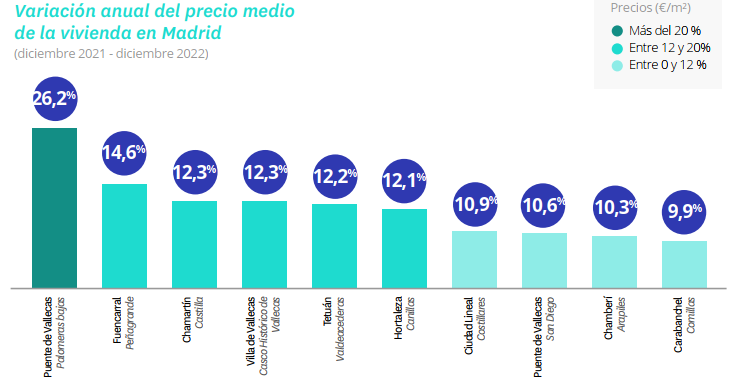 Variación anual del precio medio
de la vivienda en Madrid
(diciembre 2021 - diciembre 2022)
Precios (€/m²)
Más del 20 %
Entre 12 y 20%
Entre 0 y 12 %
26,2%
14,6%
12,3%
12,3%
12,2%
12,1%
10,9%
10,6%
10,3%
9,9%
Puente de Vallecas
Palomeras bajas
Fuencarral
Peñagrande
Chamartín
Castilla
Villa de Vallecas
Casco Histórico de
Vallecas
Tetuán
Valdeacederas
Hortaleza
Canillas
Ciudad Lineal
Costillares
Puente de Vallecas
San Diego
Chamberí
Arapiles
Carabanchel
Comillas